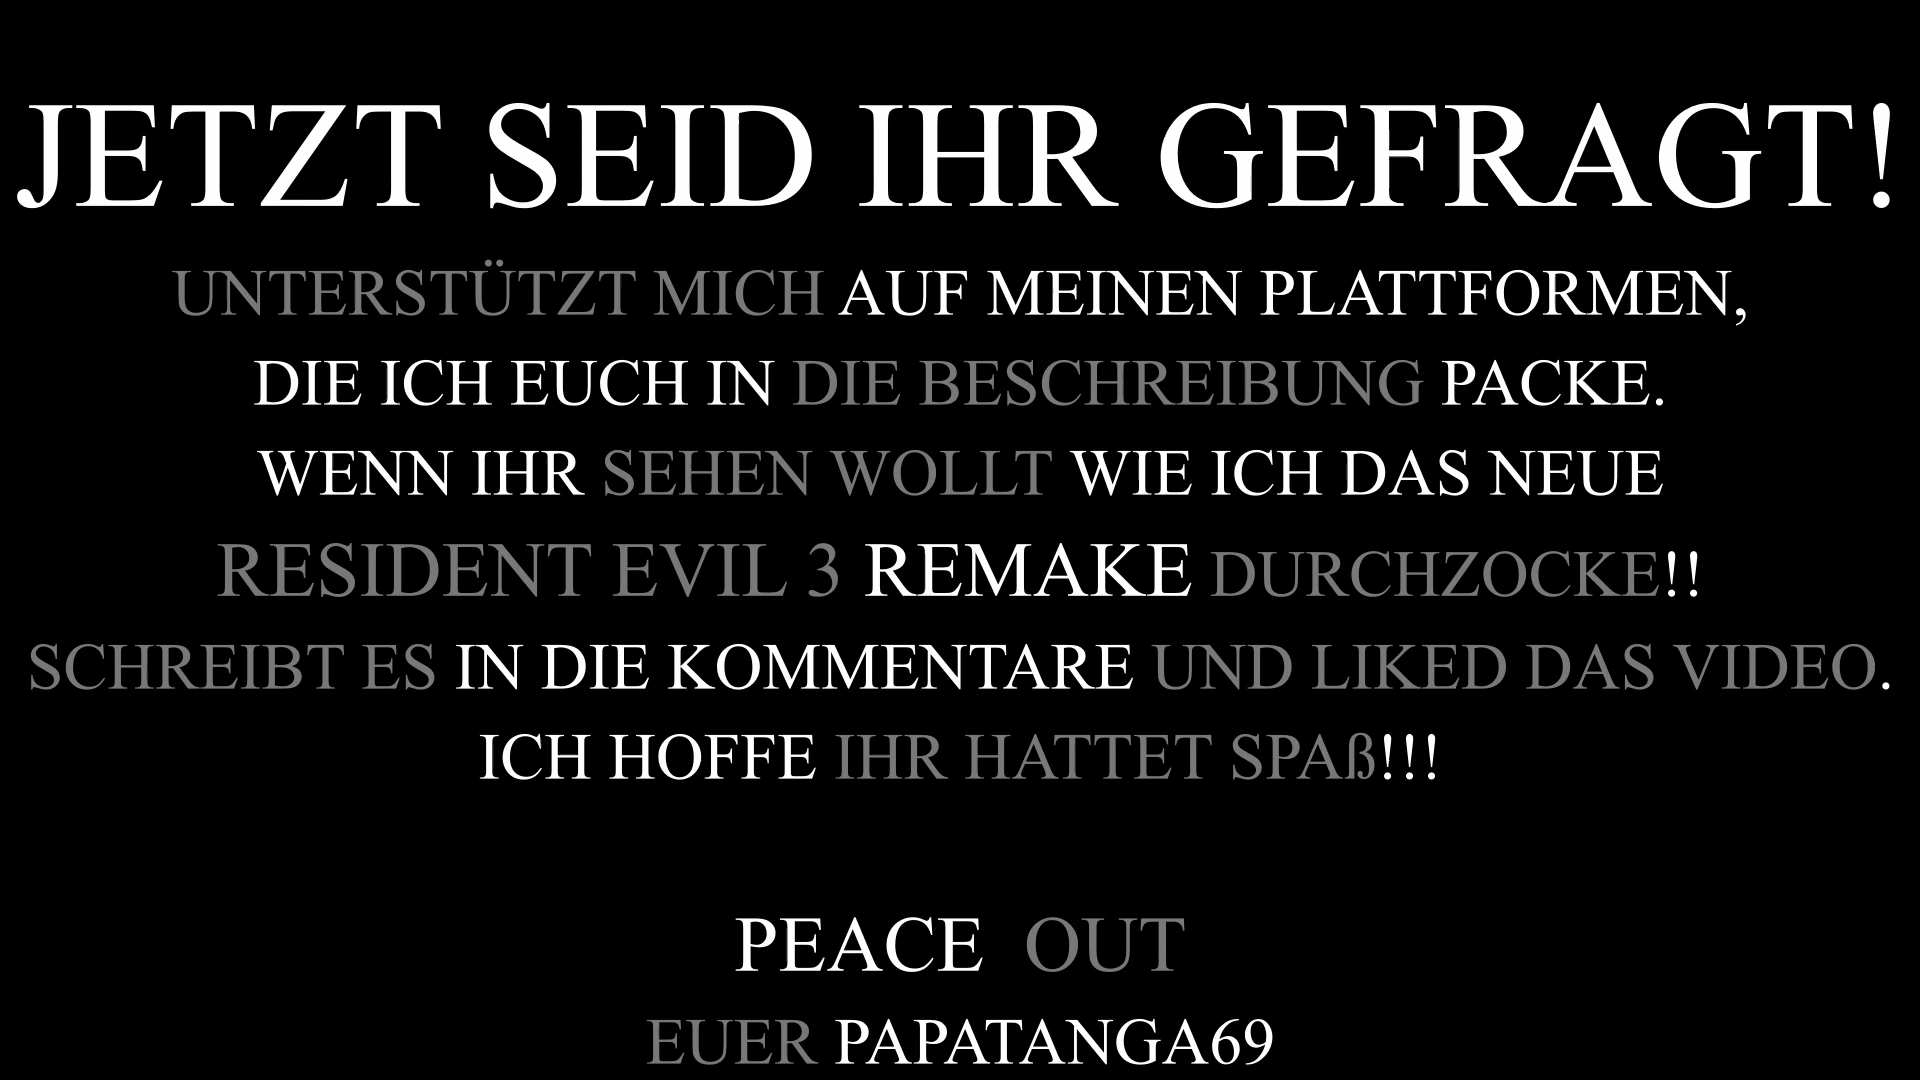 JETZT SEID IHR GEFRAGT!
UNTERSTÜTZT MICH AUF MEINEN PLATTFORMEN,
DIE ICH EUCH IN DIE BESCHREIBUNG PACKE.
WENN IHR SEHEN WOLLT WIE ICH DAS NEUE
RESIDENT EVIL 3 REMAKE DURCHZOCKE!!
SCHREIBT ES IN DIE KOMMENTARE UND LIKED DAS VIDEO.
ICH HOFFE IHR HATTET SPAß!!!
PEACE OUT
EUER PAPATANGA69